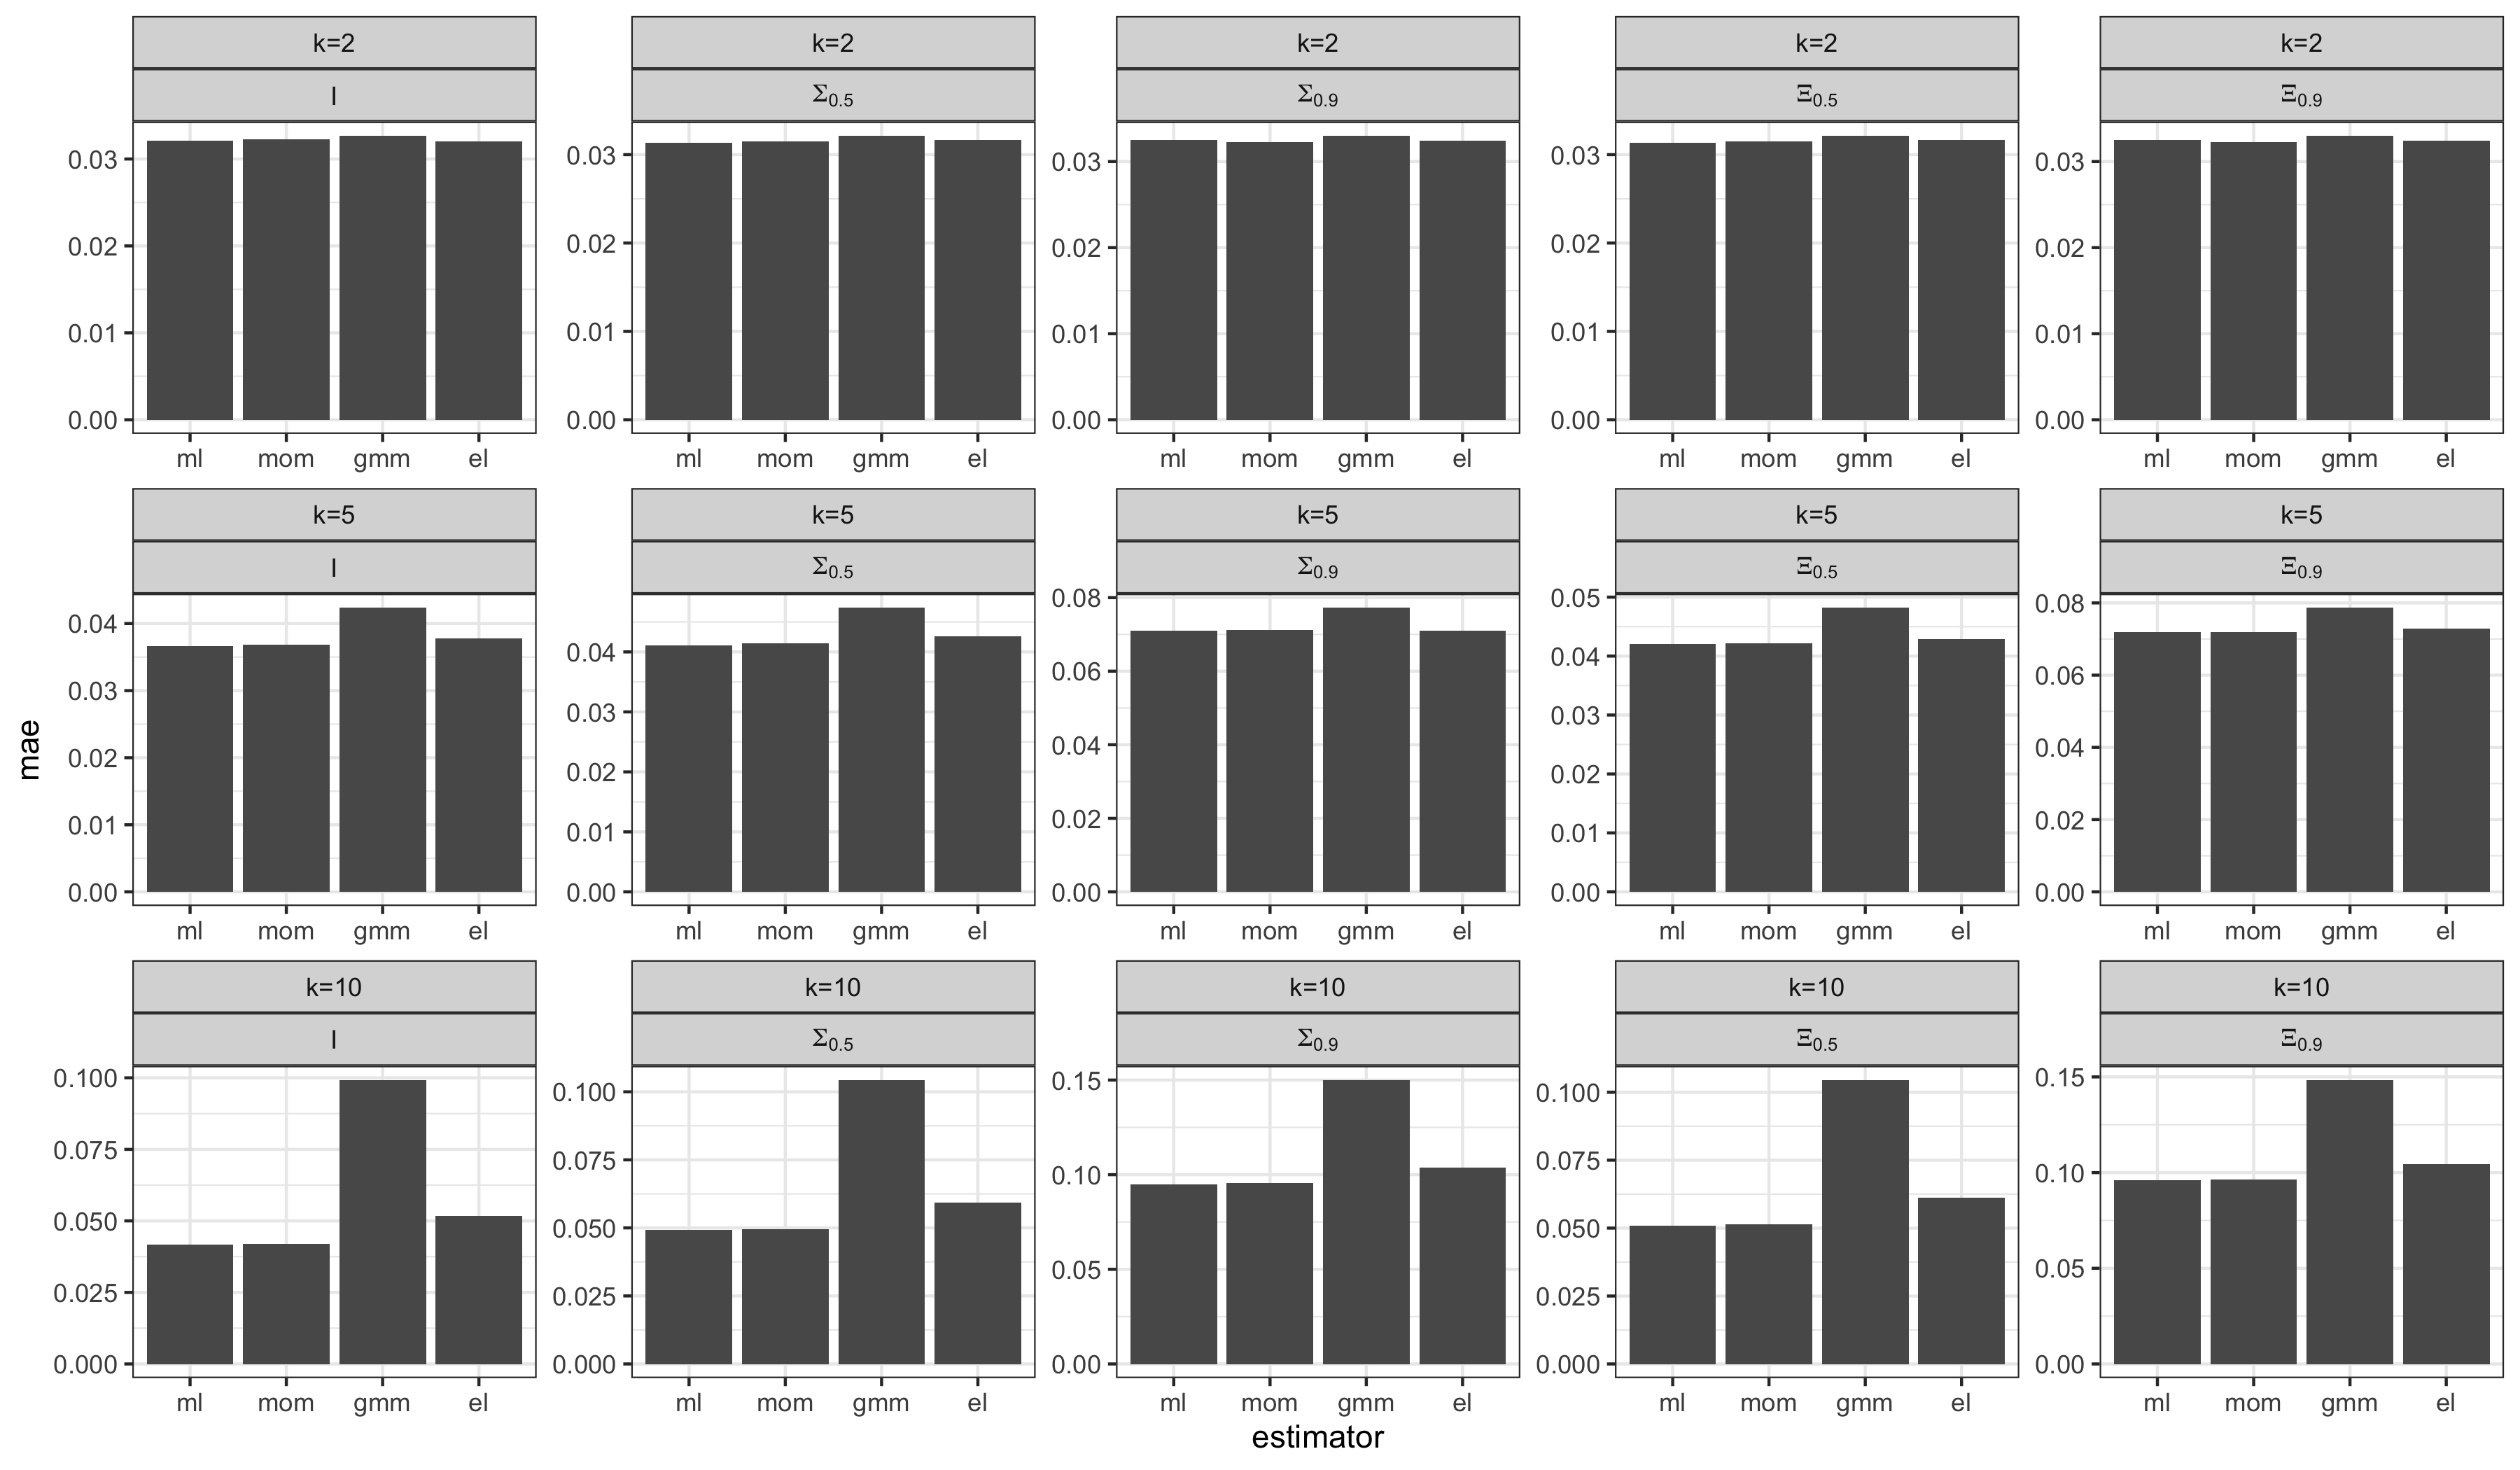 k=2 k=2 k=2 k=2 k=2
I Σ0.5 Σ0.9 Ξ0.5 Ξ0.9
0.03 0.03 0.03 0.03 0.03
0.02 0.02 0.02 0.02 0.02
0.01 0.01 0.01 0.01 0.01
0.00 0.00 0.00 0.00 0.00
ml mom gmm el ml mom gmm el ml mom gmm el ml mom gmm el ml mom gmm el
k=5 k=5 k=5 k=5 k=5
I Σ0.5 Σ0.9 Ξ0.5 Ξ0.9
0.04 0.04 0.08 0.05 0.08
0.03 0.03 0.06 0.04 0.06
0.02 0.02 0.04 0.03 0.04
0.01 0.01 0.02 0.02 0.02
0.00 0.00 0.00 0.01 0.00
0.00
ml mom gmm el ml mom gmm el ml mom gmm el ml mom gmm el ml mom gmm el
mae
k=10 k=10 k=10 k=10 k=10
I Σ0.5 Σ0.9 Ξ0.5 Ξ0.9
0.100 0.100 0.15 0.100 0.15
0.075 0.075 0.10 0.075 0.10
0.050 0.050 0.05 0.050 0.05
0.025 0.025 0.00 0.025 0.00
0.000 0.000 0.000
ml mom gmm el ml mom gmm el ml mom gmm el ml mom gmm el ml mom gmm el
estimator